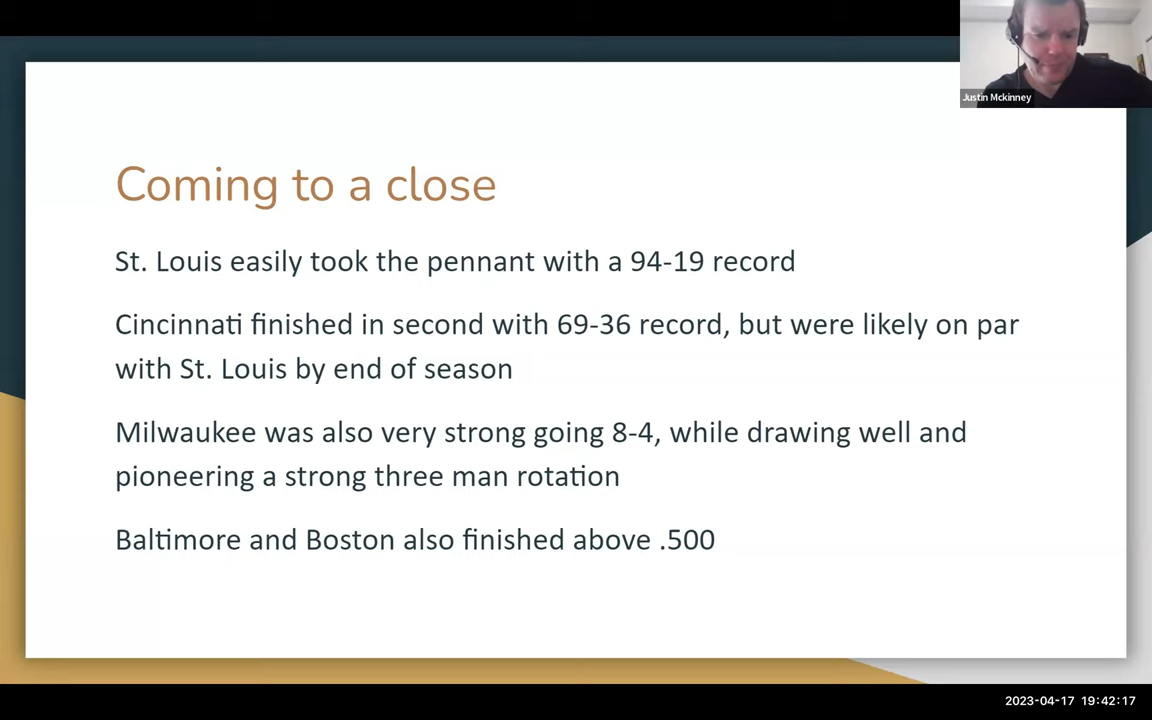 Justin Mckinney
Coming to a close
St. Louis easily took the pennant with a 94-19 record
Cincinnati finished in second with 69-36 record, but were likely on par
with St. Louis by end of season
Milwaukee was also very strong going 8-4, while drawing well and
pioneering a strong three man rotation
Baltimore and Boston also finished above .500
2023-04-17 19:42:17